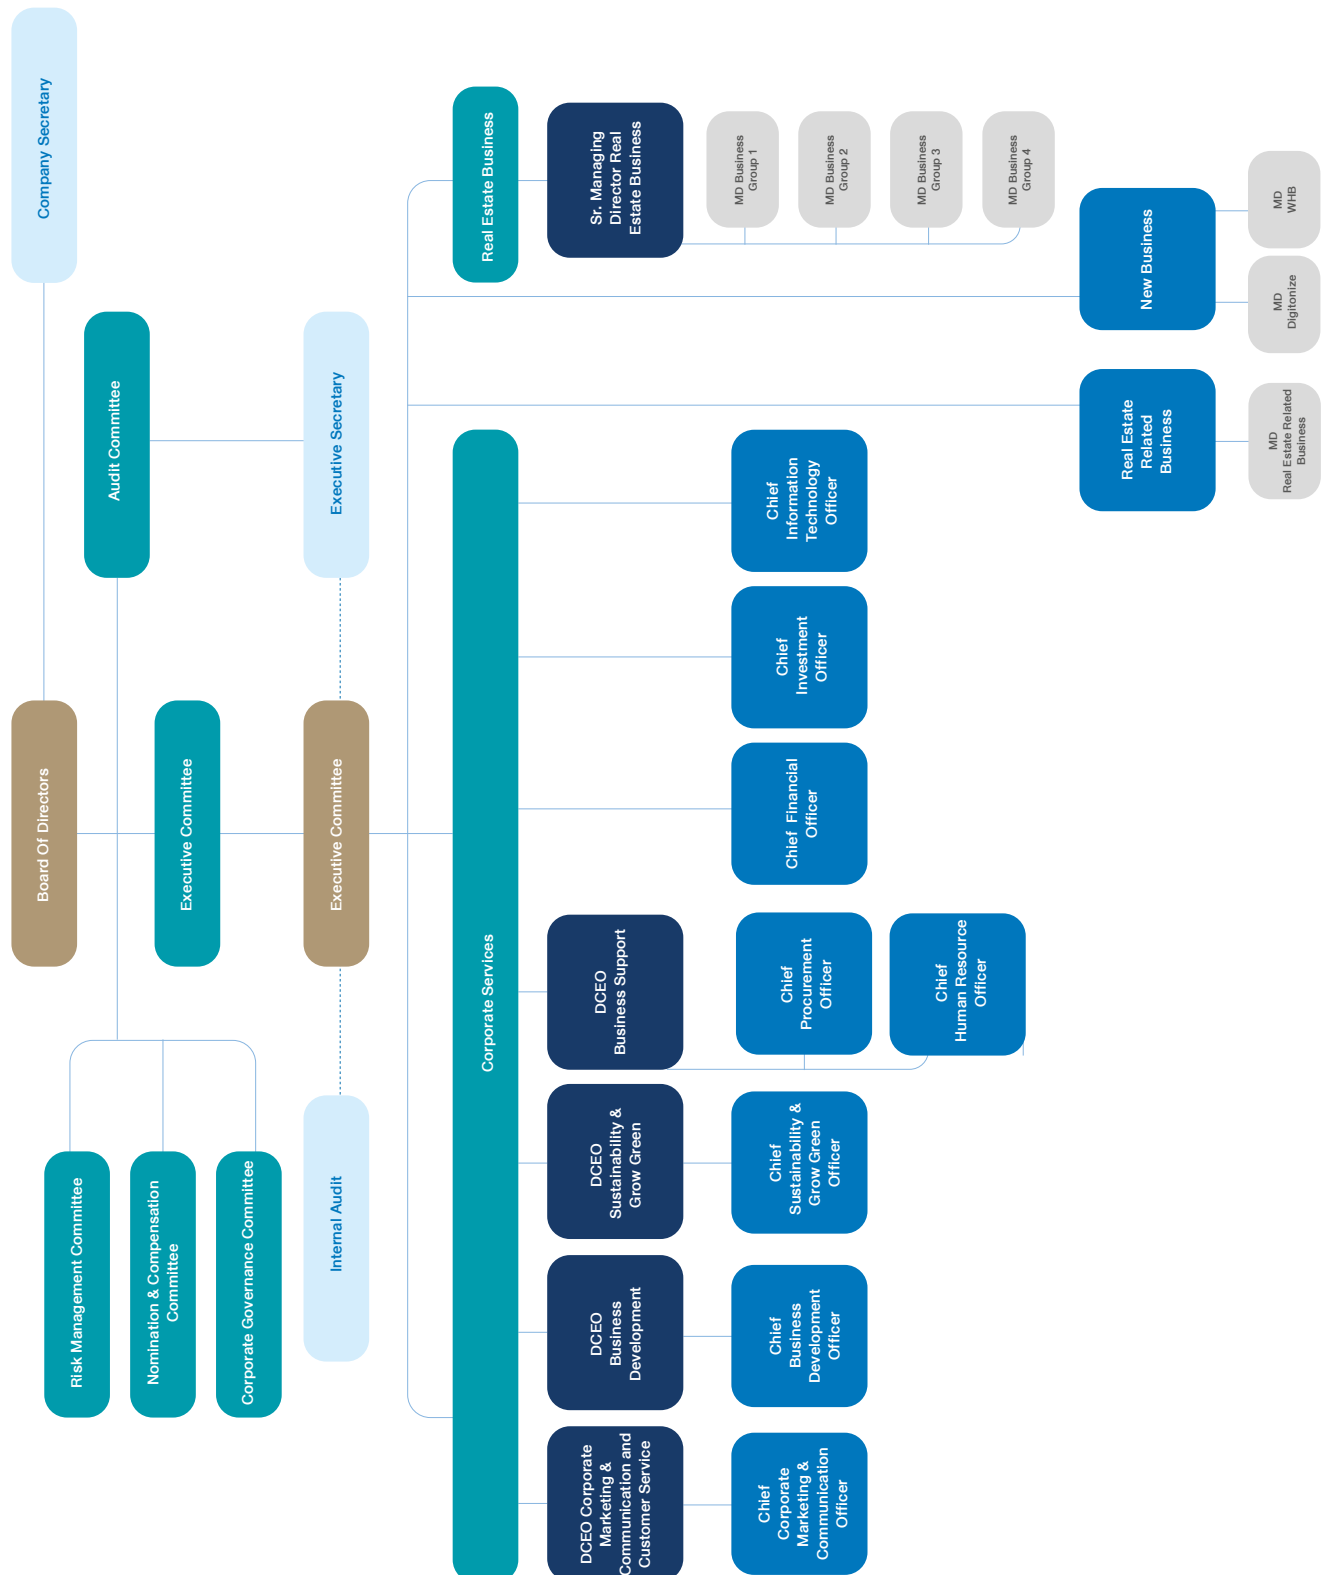 Board Of Directors
Company Secretary
Risk Management Committee
Nomination & Compensation
Committee
Corporate Governance Committee
Audit Committee
Executive Committee
Internal Audit
Executive Committee
Executive Secretary
Corporate Services
Real Estate Business
DCEO Corporate
Marketing &
Communication and
Customer Service
DCEO
Business
Development
DCEO
Sustainability &
Grow Green
DCEO
Business Support
Sr. Managing
Director Real
Estate Business
Chief
Corporate
Marketing &
Communication
Officer
Chief
Business
Development
Officer
Chief
Sustainability &
Grow Green
Officer
Chief
Procurement
Officer
Chief
Human Resource
Officer
Chief Financial
Officer
Chief
Investment
Officer
Chief
Information
Technology
Officer
MD Business
Group 1
MD Business
Group 2
MD Business
Group 3
MD Business
Group 4
Real Estate
Related
Business
New Business
MD
Real Estate Related
Business
MD
Digitonize
MD
WHB